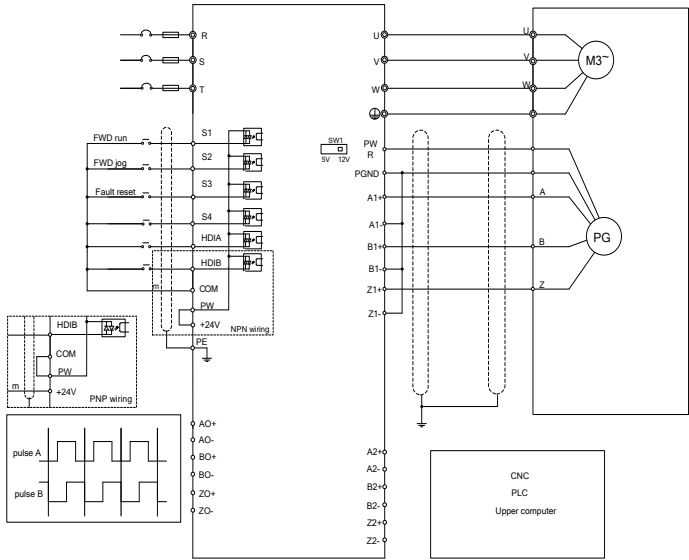 R
S
T
FWD run
FWD jog
Fault reset
S1
S2
S3
S4
HDIA
HDIB
m
COM
PW
+24V
NPN wiring
PE
HDIB
COM
PW
m
+24V
PNP wiring
pulse A
pulse B
AO+
AO-
BO+
BO-
ZO+
ZO-
SW1
5V 12V
U
V
W
PW
R
PGND
A1+
A1-
B1+
B1-
Z1+
Z1-
A2+
A2-
B2+
B2-
Z2+
Z2-
U
V
W
M3~
A
B
Z
PG
CNC
PLC
Upper computer